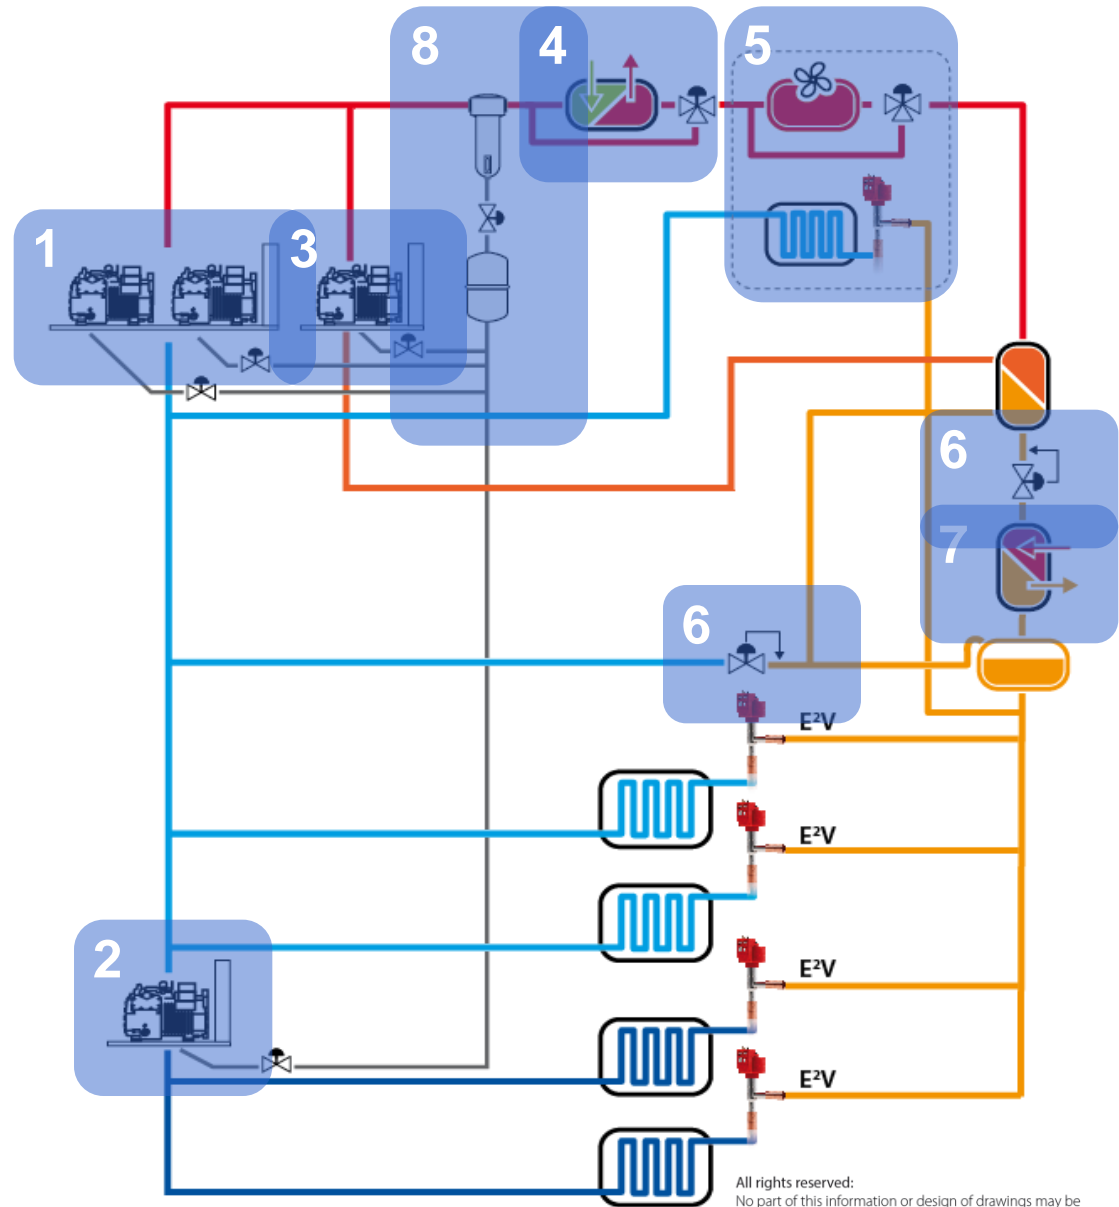 8
4
5
1
3
6
7
6
E²V
E²V
2
E²V
E²V
All rights reserved:
No part of this information or design of drawings may be